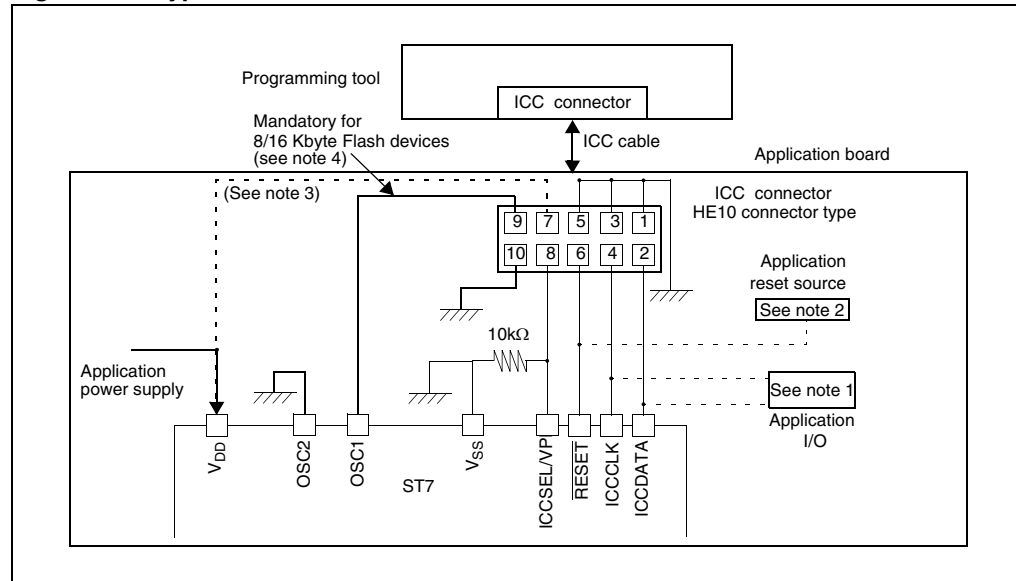 Programming tool
ICC connector
Mandatory for
8/16 Kbyte Flash devices
(see note 4)
ICC cable
Application board
(See note 3)
ICC connector
HE10 connector type
9 7 5 3 1
10 8 6 4 2
Application
reset source
See note 2
10kΩ
Application
power supply
See note 1
Application
I/O
VDD
OSC2
OSC1
VSS
ICCSEL/VP
RESET
ICCCLK
ICCDATA
ST7